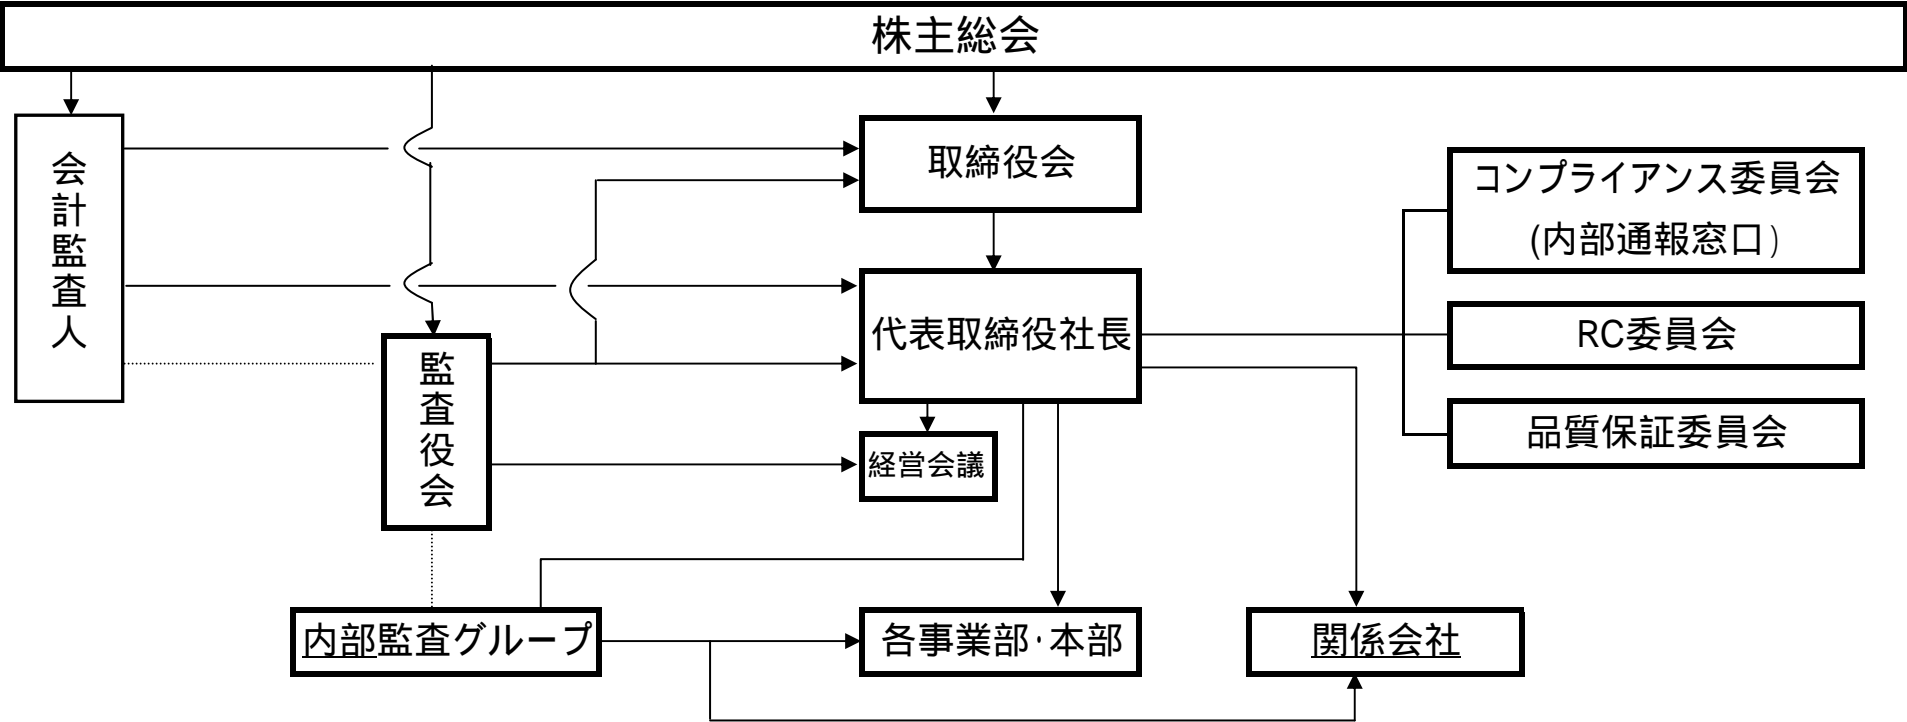 株主総会
会計監査人
取締役会
コンプライアンス委員会
(内部通報窓口)
代表取締役社長
RC委員会
監査役会
品質保証委員会
経営会議
内部監査グループ
各事業部・本部
関係会社